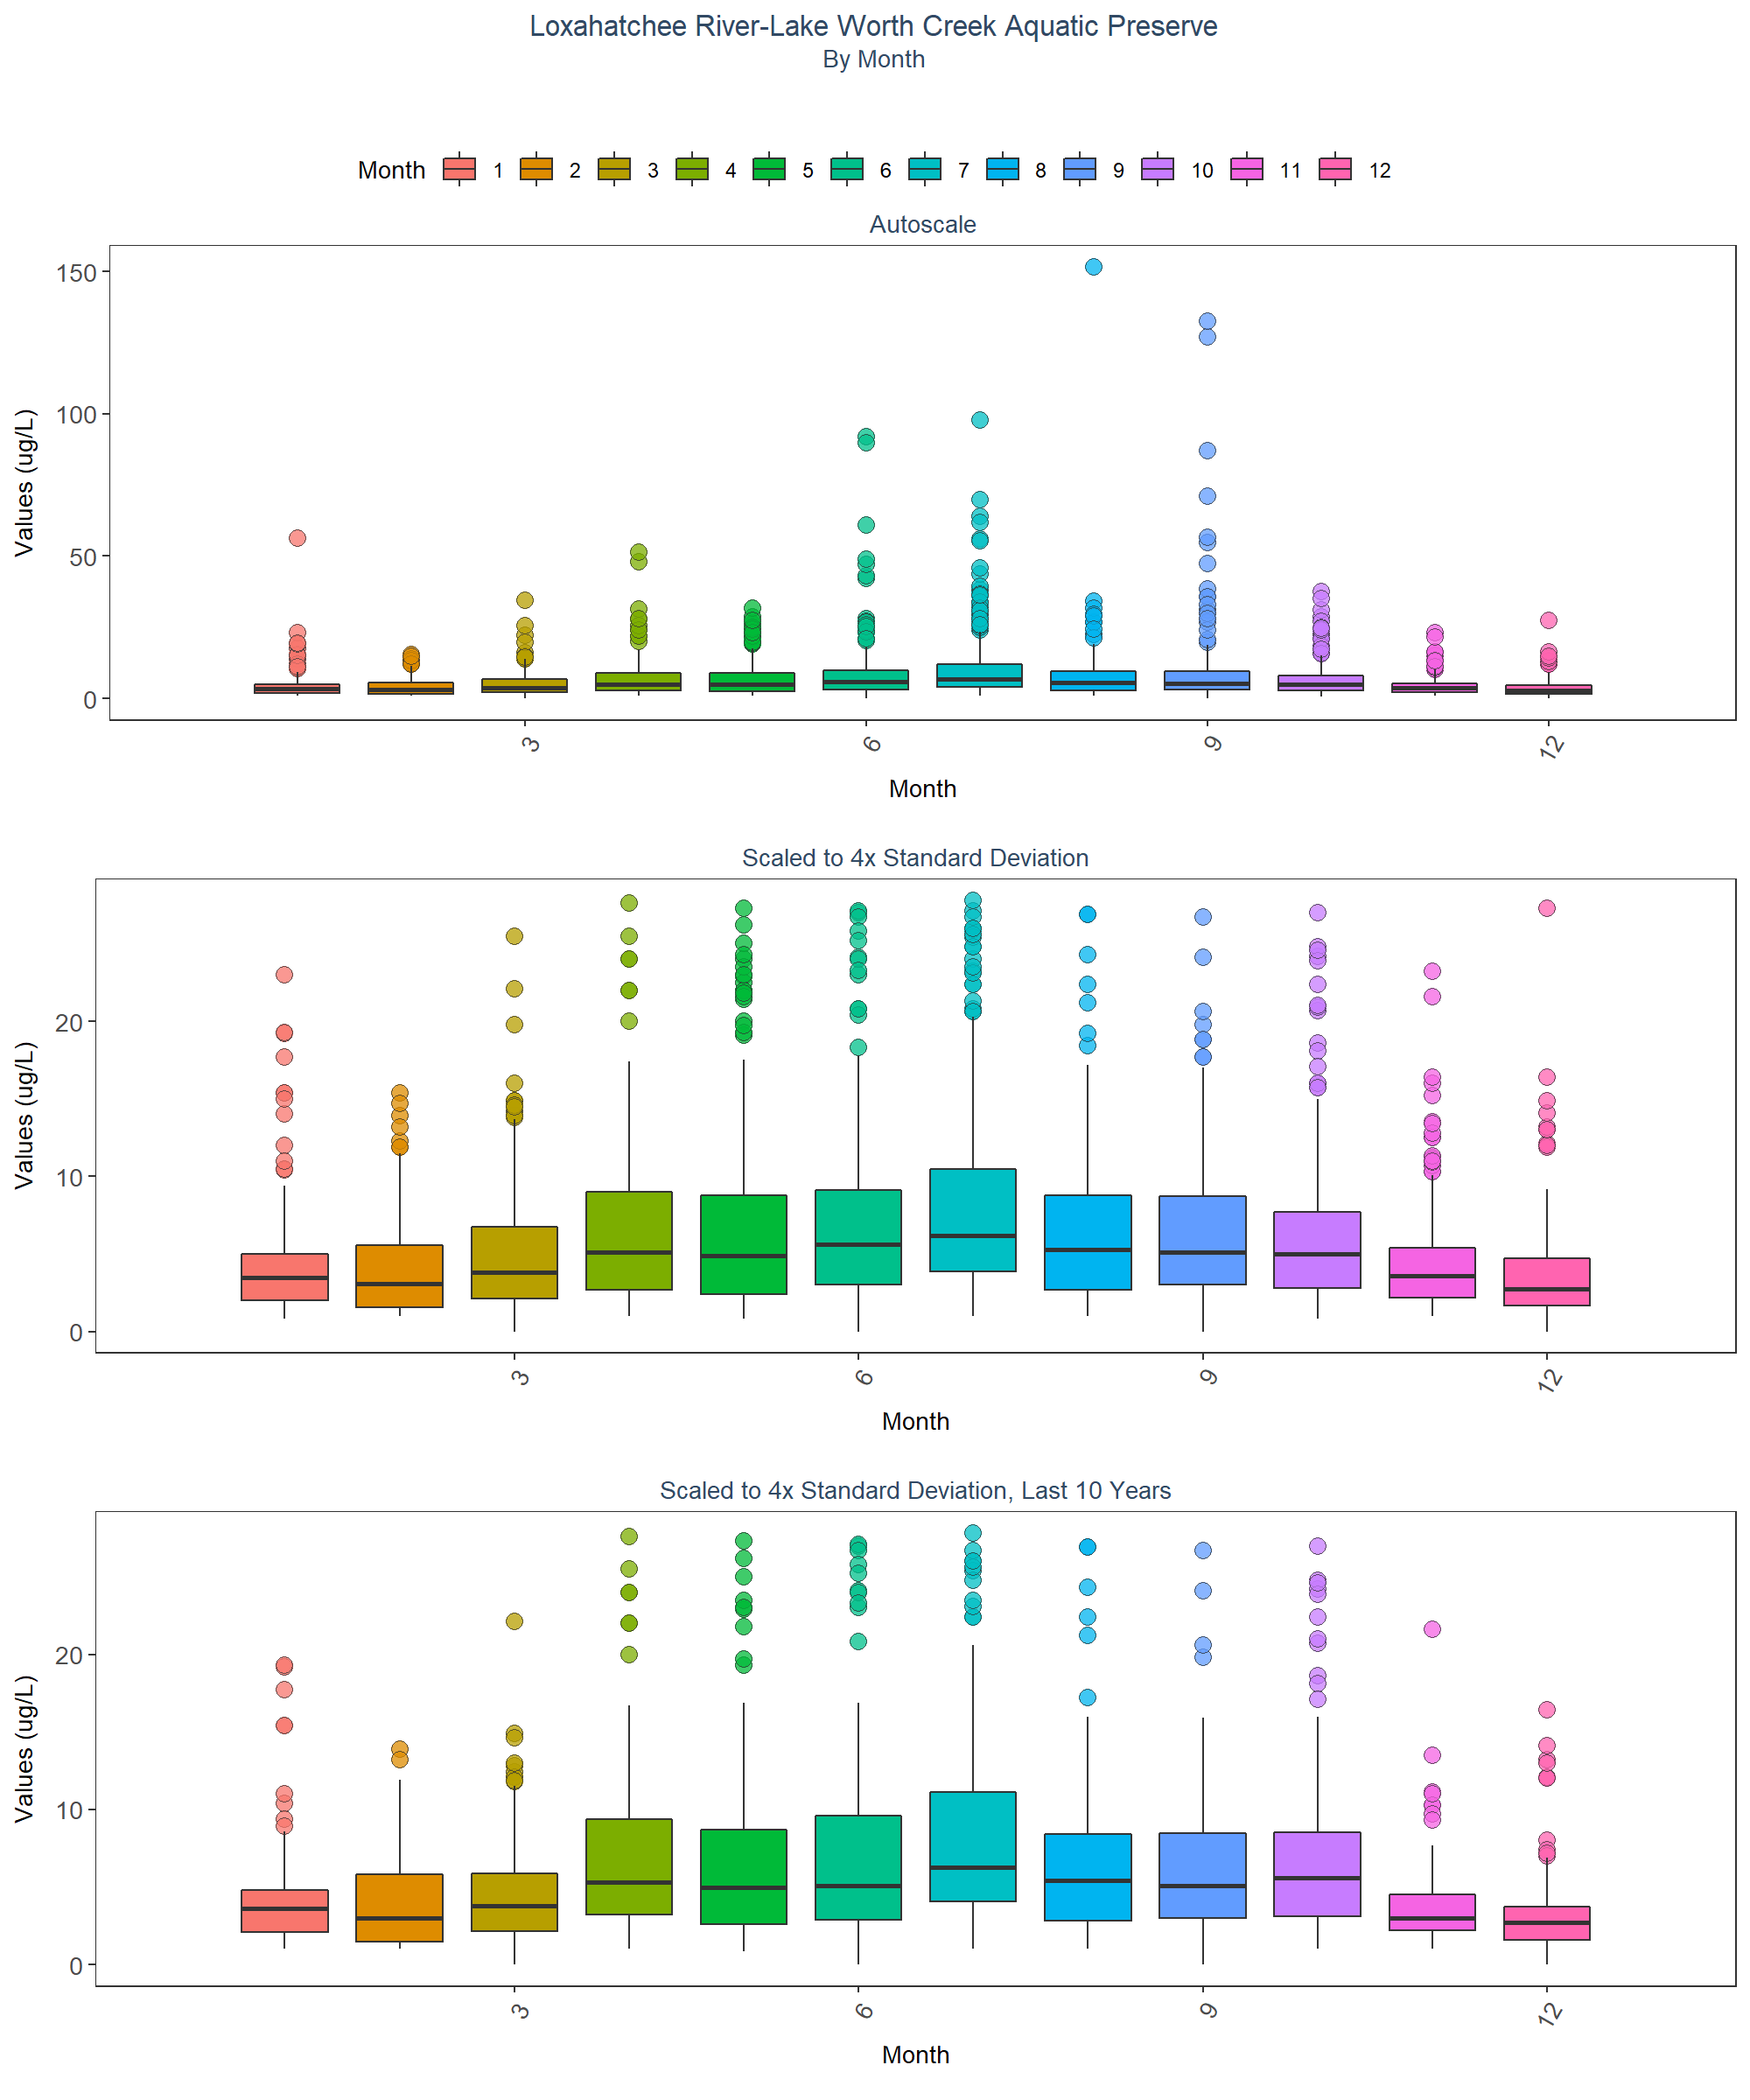 Loxahatchee River-Lake Worth Creek Aquatic Preserve
By Month
Month 1 2 3 4 5 6 7 8 9 10 11 12
Autoscale
Values (ug/L)
150
100
50
0
3 6 9 12
Month
Scaled to 4x Standard Deviation
Values (ug/L)
20
10
0
3 6 9 12
Month
Scaled to 4x Standard Deviation, Last 10 Years
Values (ug/L)
20
10
0
3 6 9 12
Month